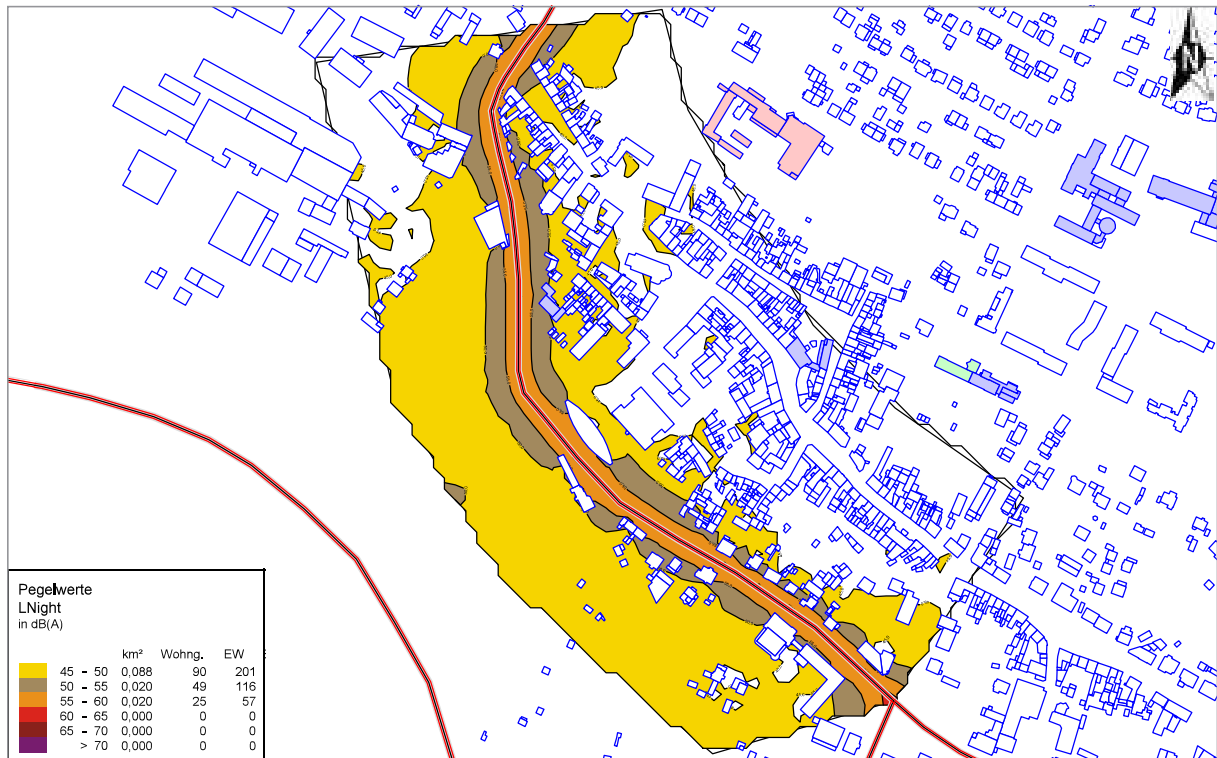 Pegelwerte
LNight
in dB(A)
km² Wohng. EW
45 - 50 0,088 90 201
50 - 55 0,020 49 116
55 - 60 0,020 25 57
60 - 65 0,000 0 0
65 - 70 0,000 0 0
> 70 0,000 0 0